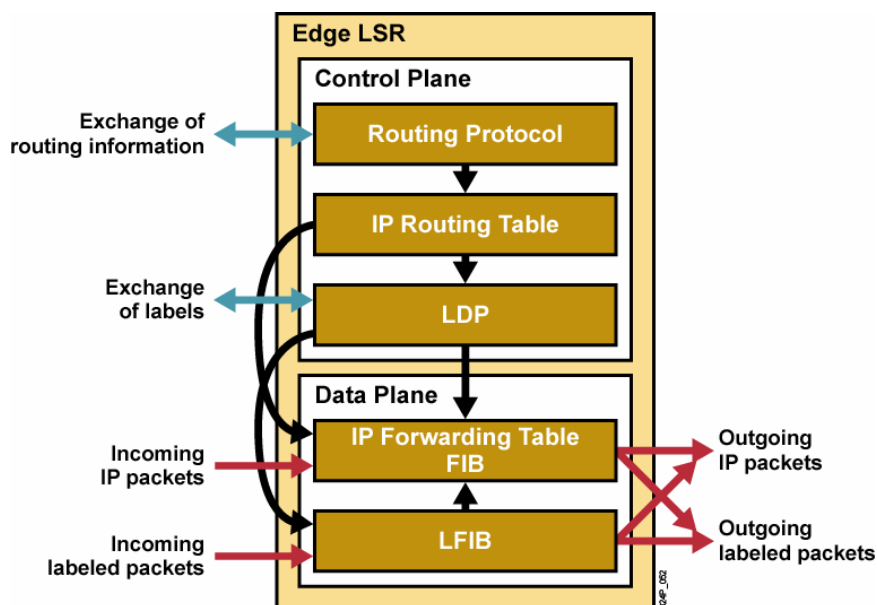 Edge LSR
Control Plane
Exchange of
routing information
Routing Protocol
IP Routing Table
Exchange
of labels
LDP
Data Plane
IP Forwarding Table
FIB
Incoming
IP packets
Outgoing
IP packets
LFIB
Incoming
labeled packets
Outgoing
labeled packets